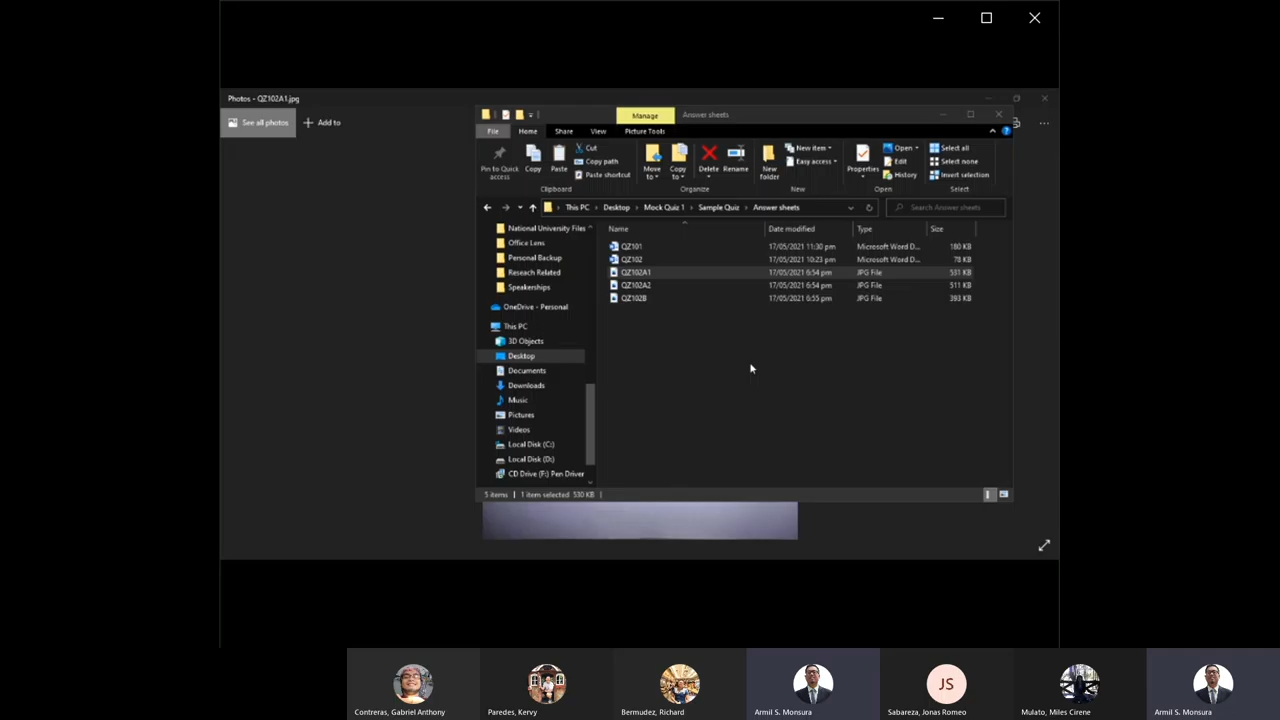 Photos - QZ102A1.jpg
See all photos
Add to
Manage
Answer sheets
File
Home
Share
View
Picture Tools
Pin to Quick access
Copy
Paste
Cut
Copy path
Paste shortcut
Clipboard
Move to
Copy to
Delete
Rename
Organize
New folder
New item
Easy access
New
Properties
Open
Edit
History
Open
Select all
Select none
Invert selection
Select
This PC > Desktop > Mock Quiz 1 > Sample Quiz > Answer sheets
Search Answer sheets
National University Files
Office Lens
Personal Backup
Reseach Related
Speakerships
OneDrive - Personal
This PC
3D Objects
Desktop
Documents
Downloads
Music
Pictures
Videos
Local Disk (C:)
Local Disk (D:)
CD Drive (F:) Pen Driver
Name Date modified Type Size
QZ101 17/05/2021 11:30 pm Microsoft Word D... 180 KB
QZ102 17/05/2021 10:23 pm Microsoft Word D... 78 KB
QZ102A1 17/05/2021 6:54 pm JPG File 531 KB
QZ102A2 17/05/2021 6:54 pm JPG File 511 KB
QZ102B 17/05/2021 6:55 pm JPG File 393 KB
5 items | 1 item selected 530 KB |
JS
Contreras, Gabriel Anthony
Paredes, Kervy
Bermudez, Richard
Armil S. Monsura
Sabareza, Jonas Romeo
Mulato, Miles Cirene
Armil S. Monsura